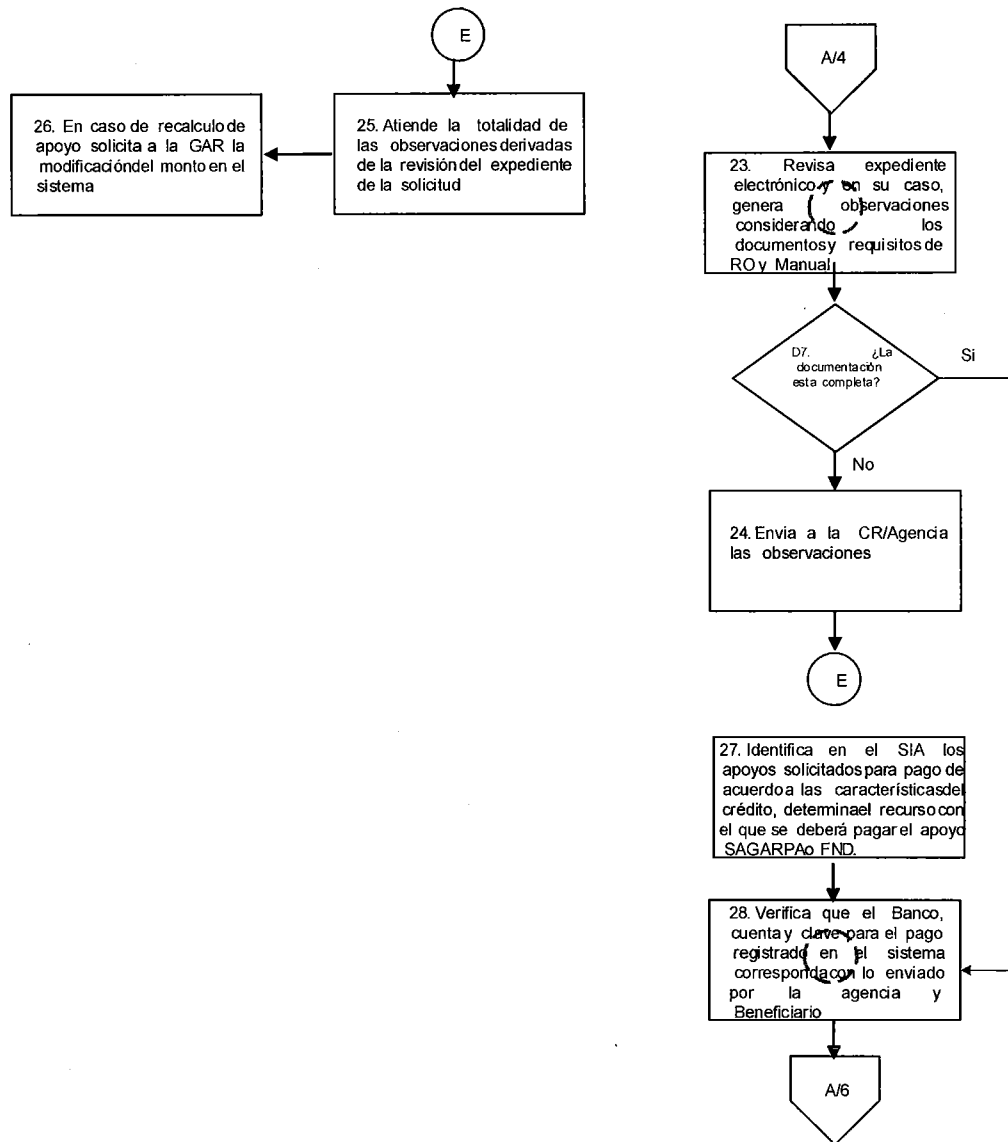 E
26. En caso de recalculo de
apoyo solicita a la GAR la
modificación del monto en el
sistema
25. Atiende la totalidad de
las observaciones derivadas
de la revisión del expediente
de la solicitud
A/4
23. Revisa expediente
electrónico y en su caso,
genera observaciones
considerando los
documentos y requisitos de
RO y Manual
D7. ¿La
documentación
esta completa?
Si
No
24. Envia a la CR/Agencia
las observaciones
E
27. Identifica en el SIA los
apoyos solicitados para pago de
acuerdo a las características del
crédito, determina el recurso con
el que se deberá pagar el apoyo
SAGARPA o FND.
28. Verifica que el Banco,
cuenta y clave para el pago
registrado en el sistema
corresponda con lo enviado
por la agencia y
Beneficiario
A/6